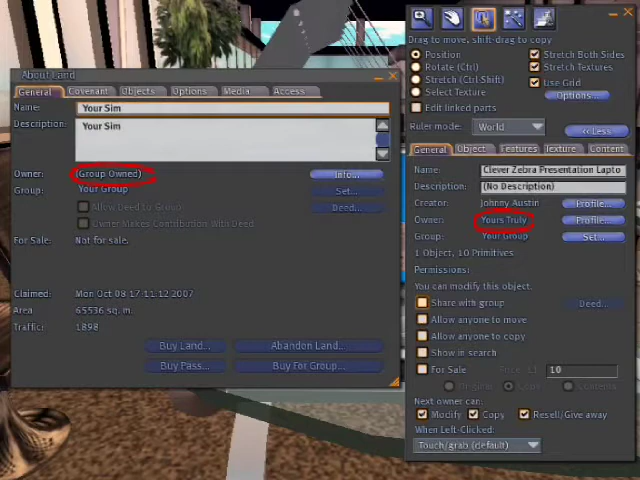 About Land
General Covenant Objects Options Media Access
Name: Your Sim
Description: Your Sim
Owner: (Group Owned) Info...
Group: Your Group Set...
Allow Deed to Group Deed...
Owner Makes Contribution With Deed
For Sale: Not for sale.
Claimed: Mon Oct 08 17:11:12 2007
Area 65536 sq. m.
Traffic: 1898
Buy Land... Abandon Land...
Buy Pass... Buy For Group...
Drag to move, shift-drag to copy
Position
Rotate (Ctrl)
Stretch (Ctrl-Shift)
Select Texture
Edit linked parts
Stretch Both Sides
Stretch Textures
Use Grid
Options...
Ruler mode: World << Less
General Object Features Texture Content
Name: Clever Zebra Presentation Lapto
Description: (No Description)
Creator: Johnny Austin Profile...
Owner: Yours Truly Profile...
Group: Your Group Set...
1 Object, 10 Primitives
Permissions:
You can modify this object.
Share with group Deed...
Allow anyone to move
Allow anyone to copy
Show in search
For Sale Price: L$ 10
Original Copy Contents
Next owner can:
Modify Copy Resell/Give away
When Left-Clicked:
Touch/grab (default)